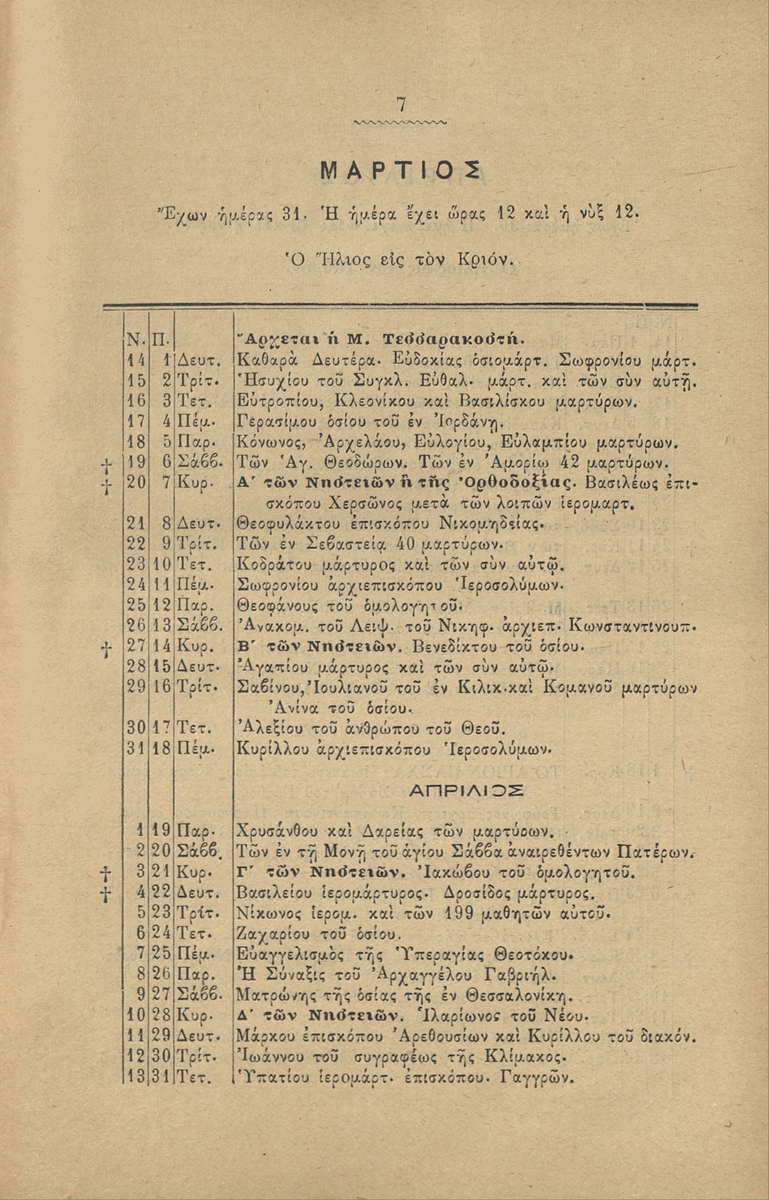 7
ΜΑΡΤΙΟΣ
Ἔχων ἡμέρας 31. Ἡ ἡμέρα ἔχει ὥρας 12 καὶ ἡ νὺξ 12.
Ὁ Ἥλιος εἰς τὸν Κριόν.
Ν. Π. Ἄρχεται ἡ Μ. Τεσσαρακοστή.
14 1 Δευτ. Καθαρὰ Δευτέρα. Εὐδοκίας ὁσιομάρτ. Σωφρονίου μάρτ.
15 2 Τρίτ. Ἡσυχίου τοῦ Συγκλ. Εὐθαλ. μάρτ. καὶ τῶν σὺν αὐτῇ.
16 3 Τετ. Εὐτροπίου, Κλεονίκου καὶ Βασιλίσκου μαρτύρων.
17 4 Πέμ. Γερασίμου ὁσίου τοῦ ἐν Ἰορδάνῃ.
18 5 Παρ. Κόνωνος, Ἀρχελάου, Εὐλογίου, Εὐλαμπίου μαρτύρων.
† 19 6 Σάββ. Τῶν Ἁγ. Θεοδώρων. Τῶν ἐν Ἀμορίῳ 42 μαρτύρων.
† 20 7 Κυρ. Α΄ τῶν Νηστειῶν ἢ τῆς Ὀρθοδοξίας. Βασιλέως ἐπι-
σκόπου Χερσῶνος μετὰ τῶν λοιπῶν ἱερομαρτ.
21 8 Δευτ. Θεοφυλάκτου ἐπισκόπου Νικομηδείας.
22 9 Τρίτ. Τῶν ἐν Σεβαστείᾳ 40 μαρτύρων.
23 10 Τετ. Κοδράτου μάρτυρος καὶ τῶν σὺν αὐτῷ.
24 11 Πέμ. Σωφρονίου ἀρχιεπισκόπου Ἱεροσολύμων.
25 12 Παρ. Θεοφάνους τοῦ ὁμολογητοῦ.
26 13 Σάββ. Ἀνακομ. τοῦ Λειψ. τοῦ Νικηφ. ἀρχιεπ. Κωνσταντινουπ.
† 27 14 Κυρ. Β΄ τῶν Νηστειῶν. Βενεδίκτου τοῦ ὁσίου.
28 15 Δευτ. Ἀγαπίου μάρτυρος καὶ τῶν σὺν αὐτῷ.
29 16 Τρίτ. Σαβίνου, Ἰουλιανοῦ τοῦ ἐν Κιλικ. καὶ Κομανοῦ μαρτύρων
Ἀνίνα τοῦ ὁσίου.
30 17 Τετ. Ἀλεξίου τοῦ ἀνθρώπου τοῦ Θεοῦ.
31 18 Πέμ. Κυρίλλου ἀρχιεπισκόπου Ἱεροσολύμων.
ΑΠΡΙΛΙΟΣ
1 19 Παρ. Χρυσάνθου καὶ Δαρείας τῶν μαρτύρων.
2 20 Σάββ. Τῶν ἐν τῇ Μονῇ τοῦ ἁγίου Σάββα ἀναιρεθέντων Πατέρων.
† 3 21 Κυρ. Γ΄ τῶν Νηστειῶν. Ἰακώβου τοῦ ὁμολογητοῦ.
† 4 22 Δευτ. Βασιλείου ἱερομάρτυρος. Δροσίδος μάρτυρος.
5 23 Τρίτ. Νίκωνος ἱερομ. καὶ τῶν 199 μαθητῶν αὐτοῦ.
6 24 Τετ. Ζαχαρίου τοῦ ὁσίου.
7 25 Πέμ. Εὐαγγελισμὸς τῆς Ὑπεραγίας Θεοτόκου.
8 26 Παρ. Ἡ Σύναξις τοῦ Ἀρχαγγέλου Γαβριήλ.
9 27 Σάββ. Ματρώνης τῆς ὁσίας τῆς ἐν Θεσσαλονίκῃ.
10 28 Κυρ. Δ΄ τῶν Νηστειῶν. Ἱλαρίωνος τοῦ Νέου.
11 29 Δευτ. Μάρκου ἐπισκόπου Ἀρεθουσίων καὶ Κυρίλλου τοῦ διακόν.
12 30 Τρίτ. Ἰωάννου τοῦ συγραφέως τῆς Κλίμακος.
13 31 Τετ. Ὑπατίου ἱερομάρτ. ἐπισκόπου. Γαγγρῶν.